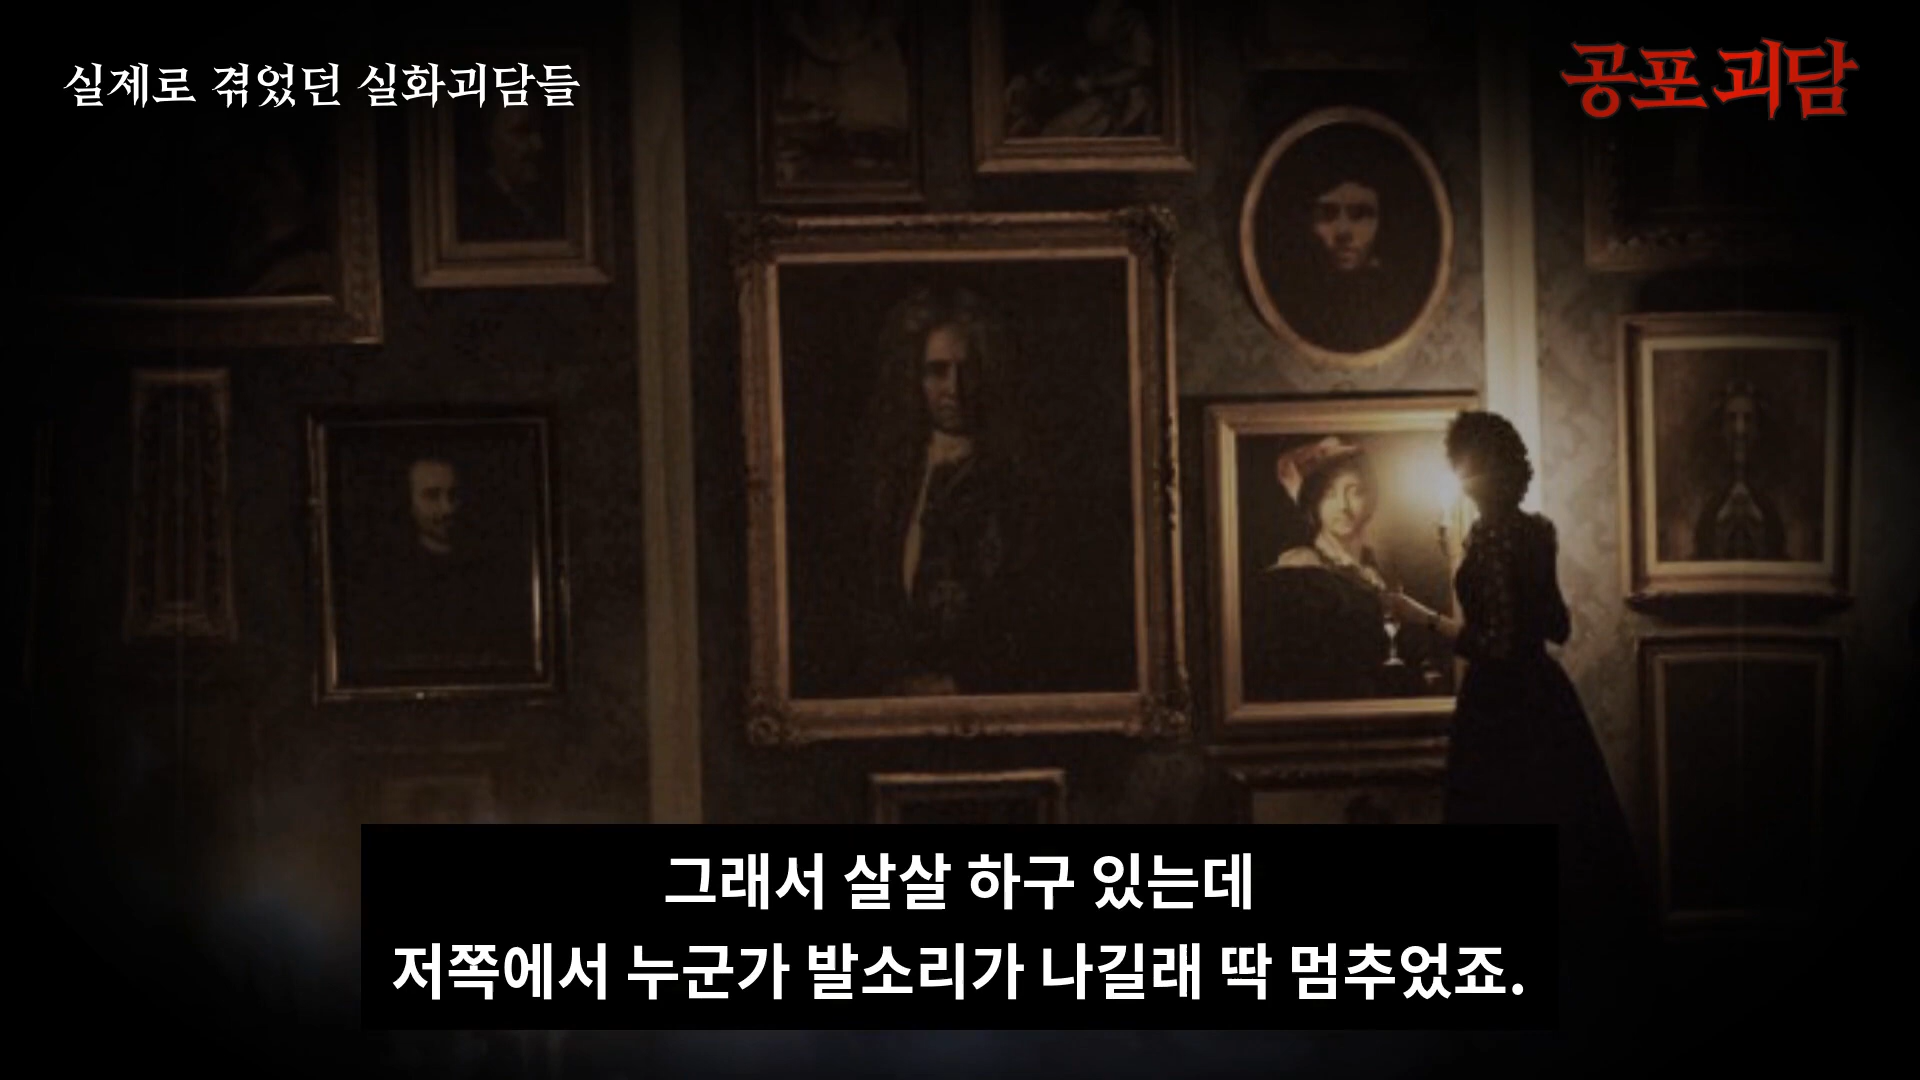 실제로 겪었던 실화괴담들
공포 괴담
그래서 살살 하구 있는데
저쪽에서 누군가 발소리가 나길래 딱 멈추었죠.